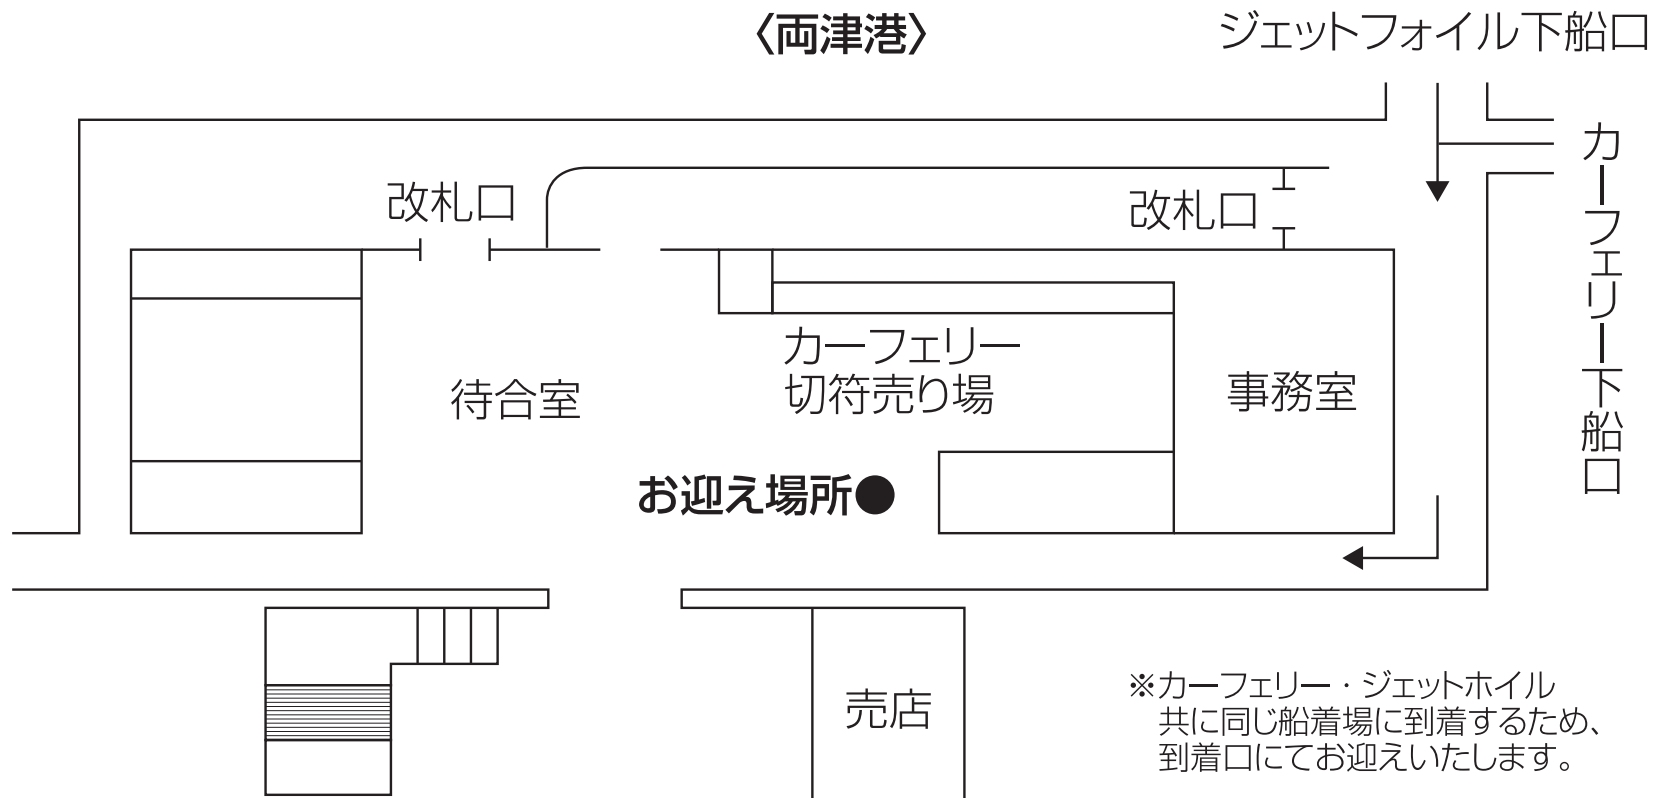 〈両津港〉
ジェットフォイル下船口
カーフェリー下船口
改札口
改札口
カーフェリー
切符売り場
待合室
事務室
お迎え場所●
売店
※カーフェリー・ジェットホイル
共に同じ船着場に到着するため、
到着口にてお迎えいたします。